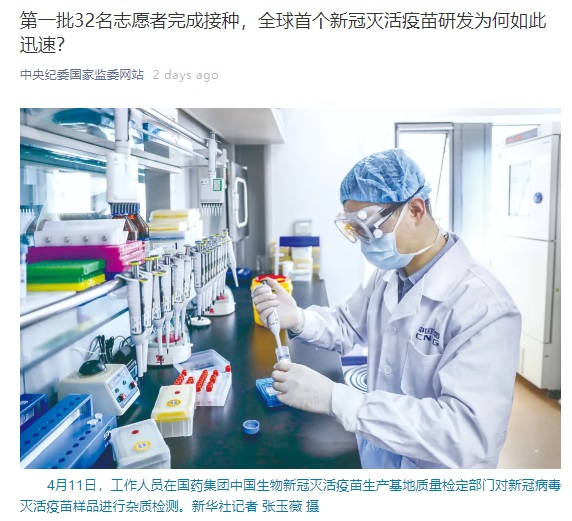 第一批32名志愿者完成接种，全球首个新冠灭活疫苗研发为何如此
迅速？
中央纪委国家监委网站 2 days ago
CNBG
4月11日，工作人员在国药集团中国生物新冠灭活疫苗生产基地质量检定部门对新冠病毒
灭活疫苗样品进行杂质检测。新华社记者 张玉薇 摄